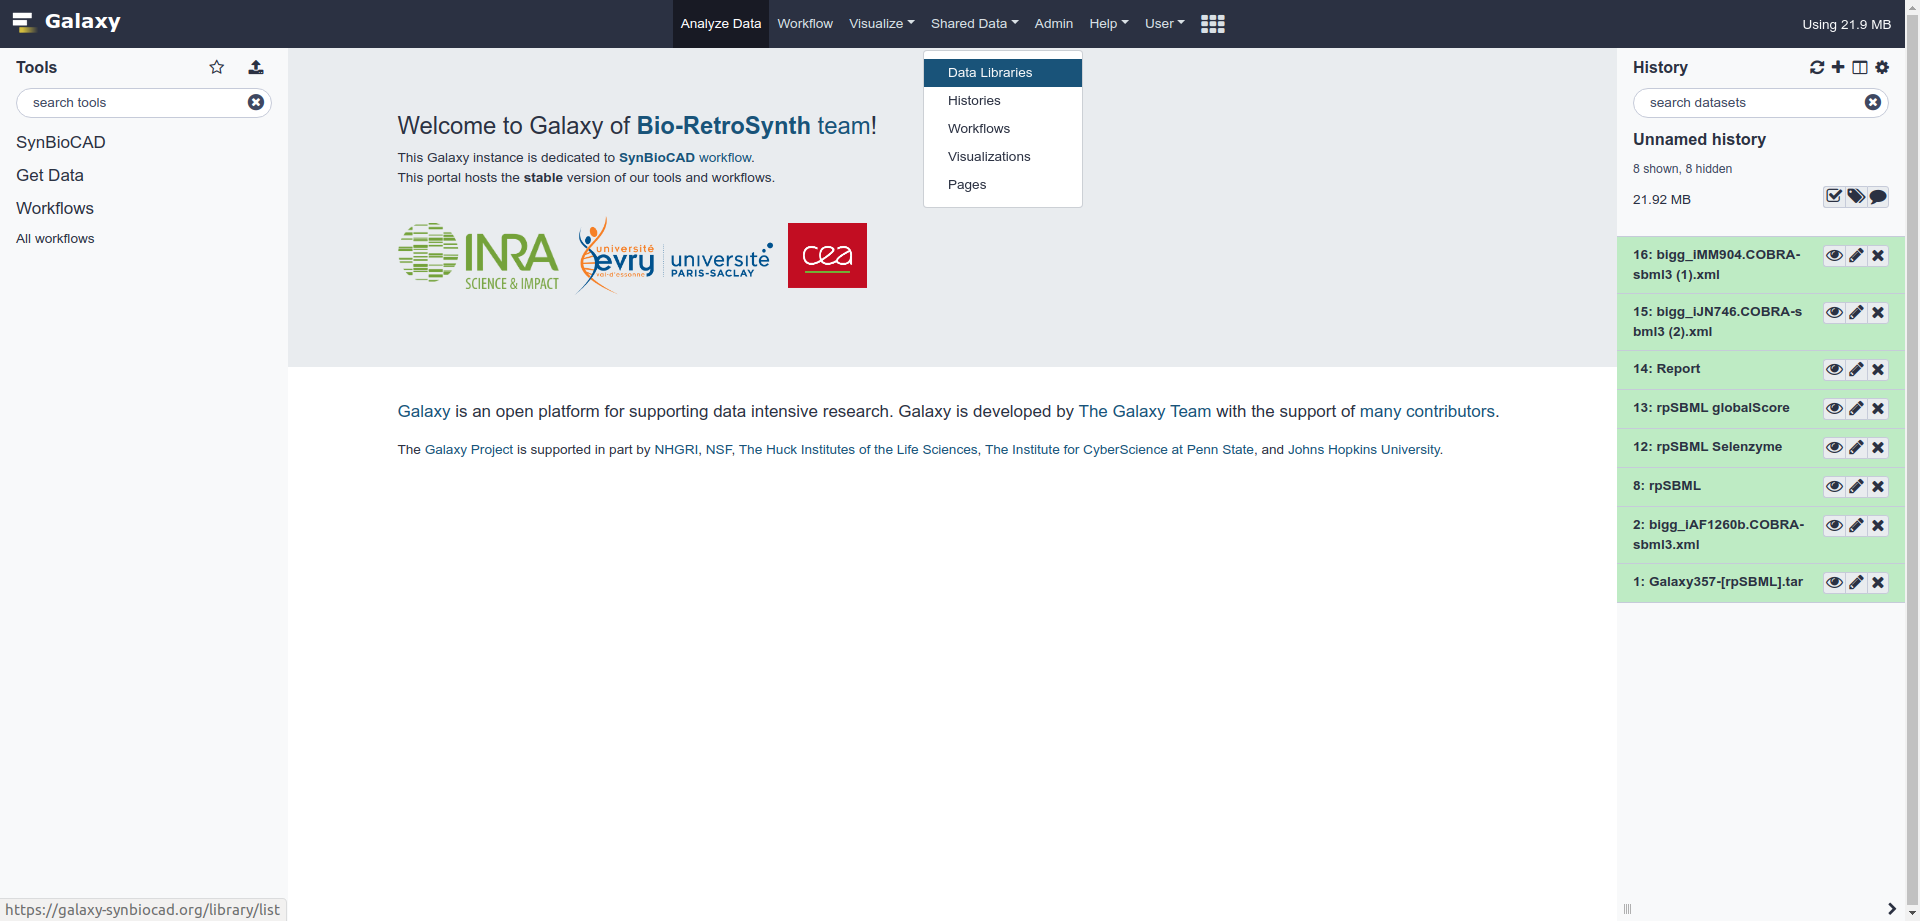 Galaxy
Analyze Data
Workflow
Visualize
Shared Data
Admin
Help
User
Using 21.9 MB
Tools
search tools
SynBioCAD
Get Data
Workflows
All workflows
Data Libraries
Histories
Workflows
Visualizations
Pages
Welcome to Galaxy of Bio-RetroSynth team!
This Galaxy instance is dedicated to SynBioCAD workflow.
This portal hosts the stable version of our tools and workflows.
INRA
SCIENCE & IMPACT
université
evry
val-d'essonne
université
PARIS-SACLAY
cea
Galaxy is an open platform for supporting data intensive research. Galaxy is developed by The Galaxy Team with the support of many contributors.
The Galaxy Project is supported in part by NHGRI, NSF, The Huck Institutes of the Life Sciences, The Institute for CyberScience at Penn State, and Johns Hopkins University.
History
search datasets
Unnamed history
8 shown, 8 hidden
21.92 MB
16: bigg_iMM904.COBRA-
sbml3 (1).xml
15: bigg_iJN746.COBRA-s
bml3 (2).xml
14: Report
13: rpSBML globalScore
12: rpSBML Selenzyme
8: rpSBML
2: bigg_iAF1260b.COBRA-
sbml3.xml
1: Galaxy357-[rpSBML].tar
https://galaxy-synbiocad.org/library/list